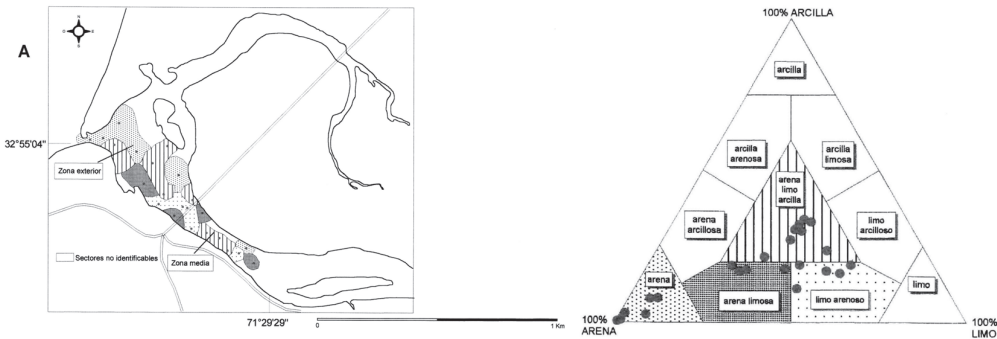 A
32°55'04"
Zona exterior
Zona media
Sectores no identificables
71°29'29"
0
1 Km
100% ARCILLA
arcilla
arcilla
arenosa
arcilla
limosa
arena
limo
arcilla
arena
arcillosa
limo
arcilloso
arena
arena limosa
limo arenoso
limo
100%
ARENA
100%
LIMO